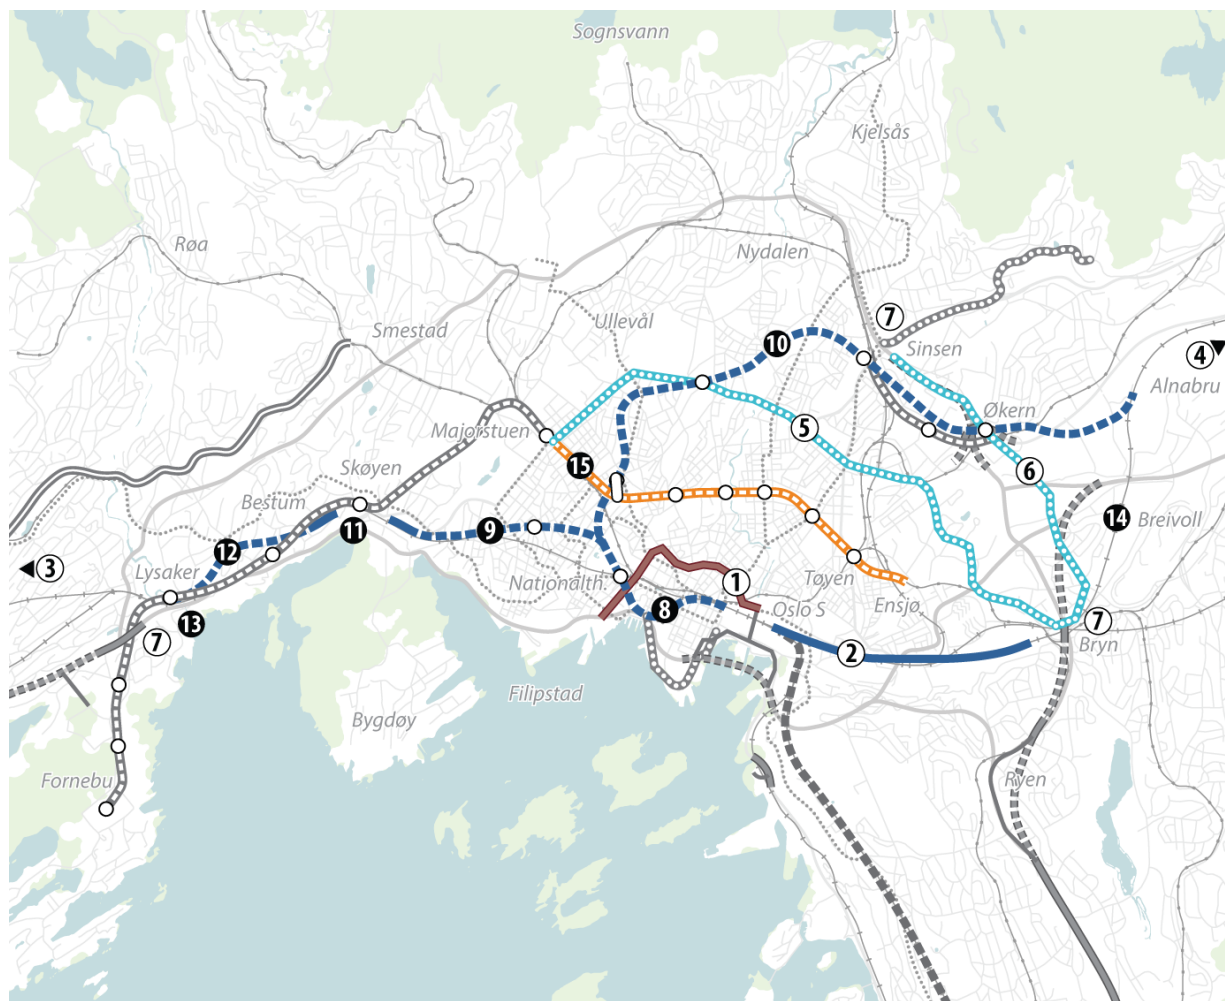 Sognsvann
Kjelsås
Røa
Nydalen
7
Ullevål
Smestad
10
Sinsen
4
Alnabru
Økern
5
Majorstuen
15
Skøyen
6
Bestum
9
11
14
Breivoll
12
3
Lysaker
Nationalth
1
Tøyen
8
Oslo S
Ensjø
13
7
7
2
Bryn
Filipstad
Bygdøy
Fornebu
Ryen